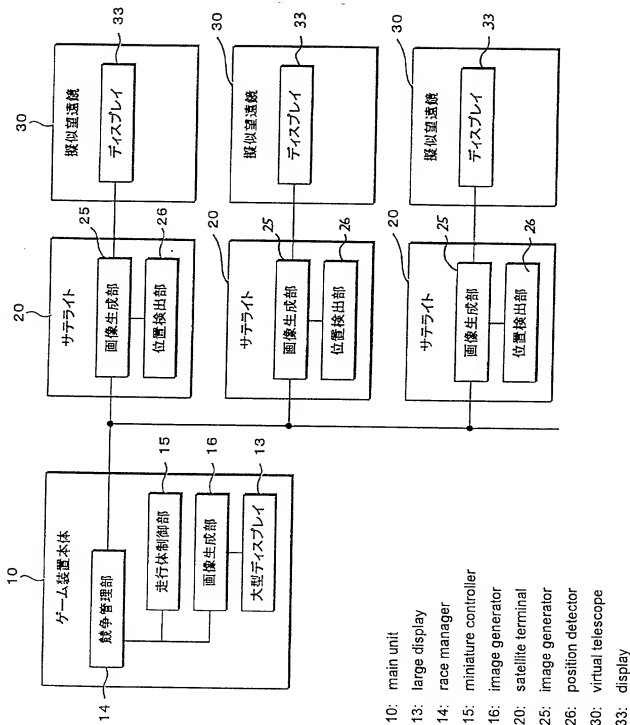 10
ゲーム装置本体
14
競争管理部
15
走行体制御部
16
画像生成部
13
大型ディスプレイ
20
サテライト
25
画像生成部
26
位置検出部
30
擬似望遠鏡
33
ディスプレイ
20
サテライト
25
画像生成部
26
位置検出部
30
擬似望遠鏡
33
ディスプレイ
20
サテライト
25
画像生成部
26
位置検出部
30
擬似望遠鏡
33
ディスプレイ
10: main unit
13: large display
14: race manager
15: miniature controller
16: image generator
20: satellite terminal
25: image generator
26: position detector
30: virtual telescope
33: display